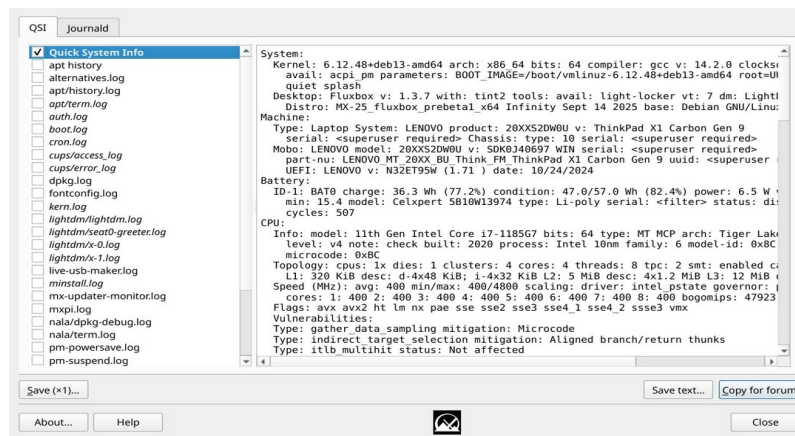 QSI
Journald
Quick System Info
apt history
alternatives.log
apt/history.log
apt/term.log
auth.log
boot.log
cron.log
cups/access_log
cups/error_log
dpkg.log
fontconfig.log
kern.log
lightdm/lightdm.log
lightdm/seat0-greeter.log
lightdm/x-0.log
lightdm/x-1.log
live-usb-maker.log
minstall.log
mx-updater-monitor.log
mxpi.log
nala/dpkg-debug.log
nala/term.log
pm-powersave.log
pm-suspend.log
System:
Kernel: 6.12.48+deb13-amd64 arch: x86_64 bits: 64 compiler: gcc v: 14.2.0 clocks
avail: acpi_pm parameters: BOOT_IMAGE=/boot/vmlinuz-6.12.48+deb13-amd64 root=U
quiet splash
Desktop: Fluxbox v: 1.3.7 with: tint2 tools: avail: light-locker vt: 7 dm: Light
Distro: MX-25_fluxbox_prebeta1_x64 Infinity Sept 14 2025 base: Debian GNU/Linu
Machine:
Type: Laptop System: LENOVO product: 20XXS2DW0U v: ThinkPad X1 Carbon Gen 9
serial: <superuser required> Chassis: type: 10 serial: <superuser required>
Mobo: LENOVO model: 20XXS2DW0U v: SDK0J40697 WIN serial: <superuser required>
part-nu: LENOVO_MT_20XX_BU_Think_FM_ThinkPad X1 Carbon Gen 9 uuid: <superuser
UEFI: LENOVO v: N32ET95W (1.71 ) date: 10/24/2024
Battery:
ID-1: BAT0 charge: 36.3 Wh (77.2%) condition: 47.0/57.0 Wh (82.4%) power: 6.5 W
min: 15.4 model: Celxpert 5B10W13974 type: Li-poly serial: <filter> status: di
cycles: 507
CPU:
Info: model: 11th Gen Intel Core i7-1185G7 bits: 64 type: MT MCP arch: Tiger Lak
level: v4 note: check built: 2020 process: Intel 10nm family: 6 model-id: 0x8C
microcode: 0xBC
Topology: cpus: 1x dies: 1 clusters: 4 cores: 4 threads: 8 tpc: 2 smt: enabled ca
L1: 320 KiB desc: d-4x48 KiB; i-4x32 KiB L2: 5 MiB desc: 4x1.2 MiB L3: 12 MiB
Speed (MHz): avg: 400 min/max: 400/4800 scaling: driver: intel_pstate governor:
cores: 1: 400 2: 400 3: 400 4: 400 5: 400 6: 400 7: 400 8: 400 bogomips: 47923
Flags: avx avx2 ht lm nx pae sse sse2 sse3 sse4_1 sse4_2 ssse3 vmx
Vulnerabilities:
Type: gather_data_sampling mitigation: Microcode
Type: indirect_target_selection mitigation: Aligned branch/return thunks
Type: itlb_multihit status: Not affected
Save (×1)...
Save text...
Copy for forum
About...
Help
Close